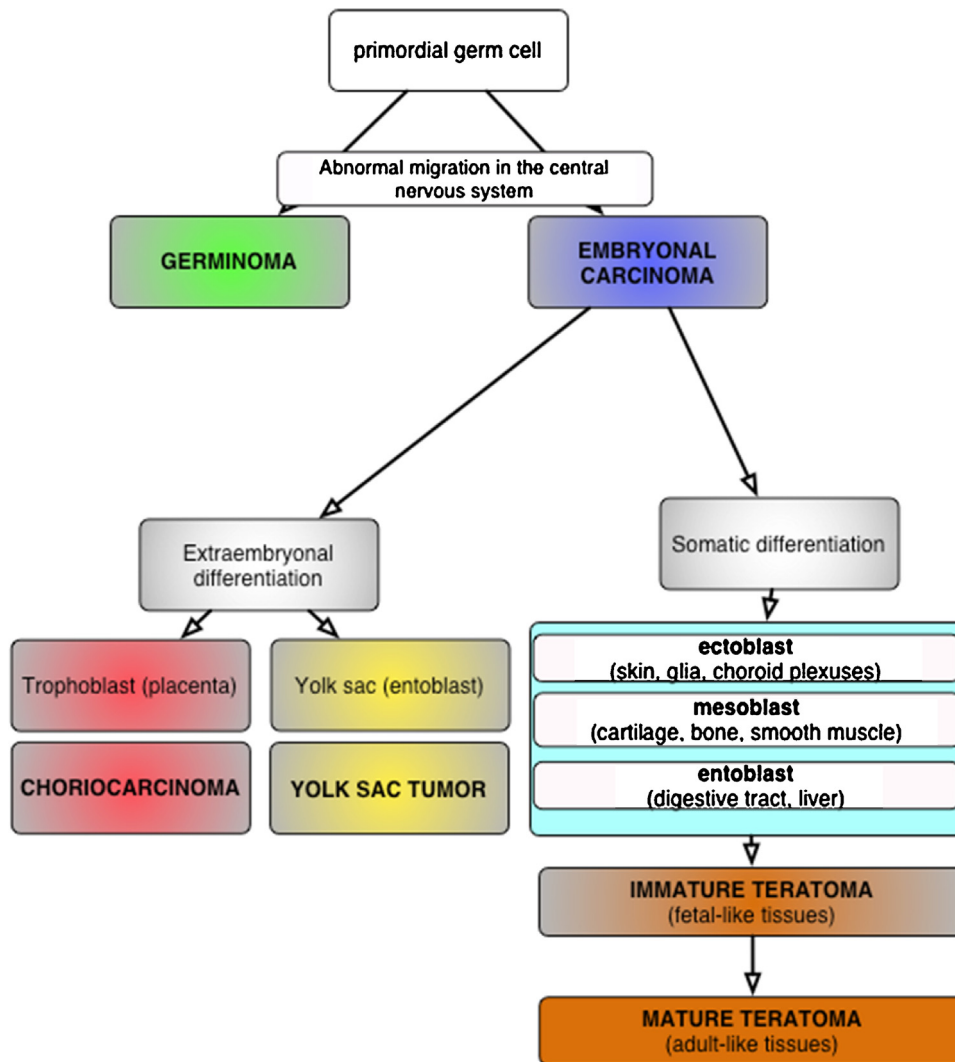 primordial germ cell
Abnormal migration in the central
nervous system
GERMINOMA
EMBRYONAL
CARCINOMA
Extraembryonal
differentiation
Somatic differentiation
Trophoblast (placenta)
Yolk sac (entoblast)
CHORIOCARCINOMA
YOLK SAC TUMOR
ectoblast
(skin, glia, choroid plexuses)
mesoblast
(cartilage, bone, smooth muscle)
entoblast
(digestive tract, liver)
IMMATURE TERATOMA
(fetal-like tissues)
MATURE TERATOMA
(adult-like tissues)